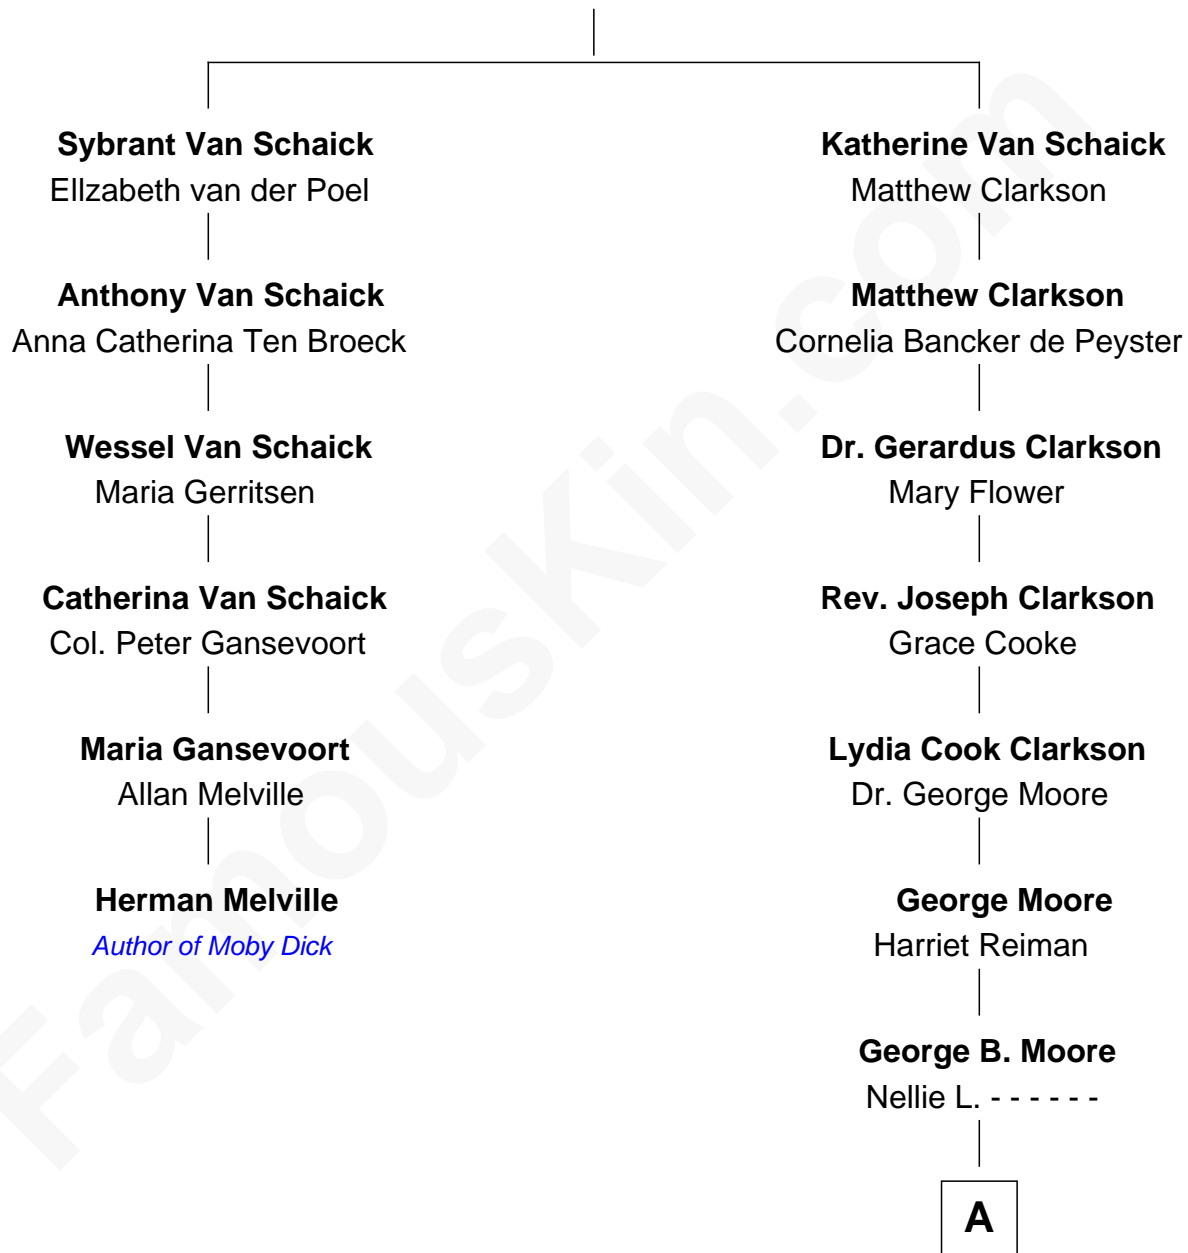 Sybrant Van Schaick
Ellzabeth van der Poel
Anthony Van Schaick
Anna Catherina Ten Broeck
Wessel Van Schaick
Maria Gerritsen
Catherina Van Schaick
Col. Peter Gansevoort
Maria Gansevoort
Allan Melville
Herman Melville
Author of Moby Dick
Katherine Van Schaick
Matthew Clarkson
Matthew Clarkson
Cornelia Bancker de Peyster
Dr. Gerardus Clarkson
Mary Flower
Rev. Joseph Clarkson
Grace Cooke
Lydia Cook Clarkson
Dr. George Moore
George Moore
Harriet Reiman
George B. Moore
Nellie L. - - - - - -
A
FamousKin.com